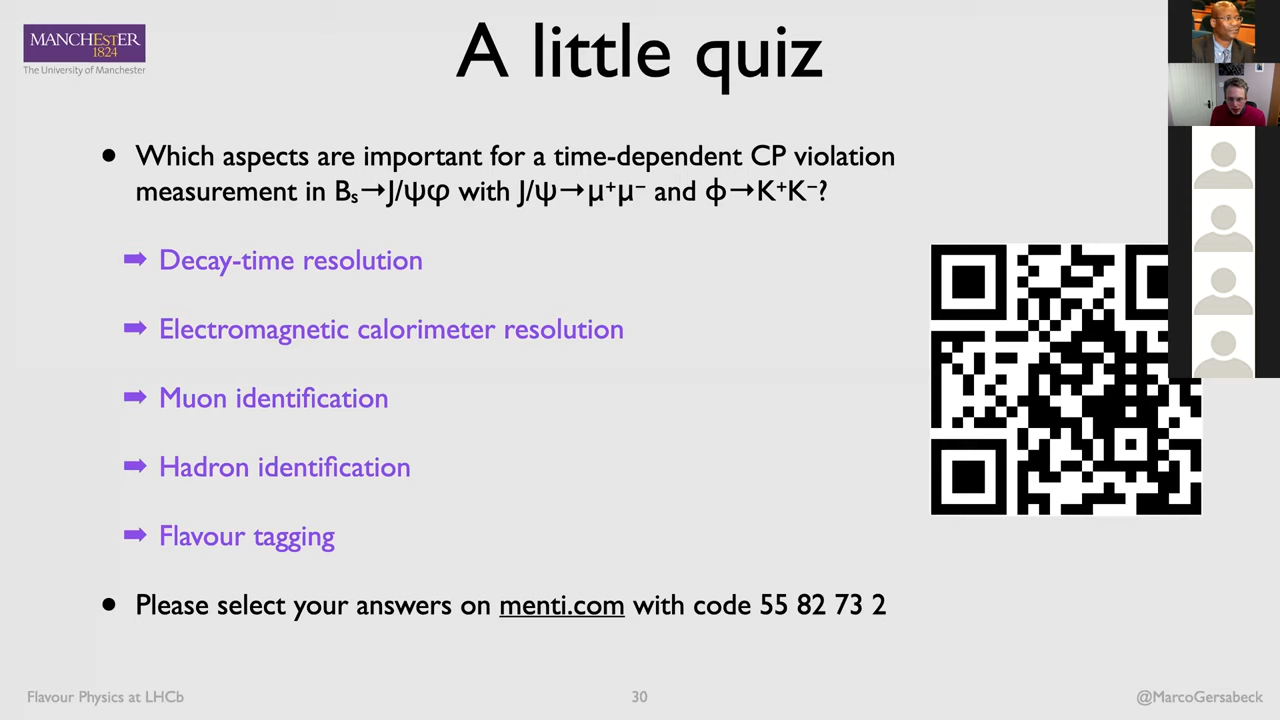 MANCHESTER
1824
The University of Manchester
A little quiz
• Which aspects are important for a time-dependent CP violation
measurement in Bₛ→J/ψφ with J/ψ→μ⁺μ⁻ and ϕ→K⁺K⁻?
➡ Decay-time resolution
➡ Electromagnetic calorimeter resolution
➡ Muon identification
➡ Hadron identification
➡ Flavour tagging
• Please select your answers on menti.com with code 55 82 73 2
Flavour Physics at LHCb
30
@MarcoGersabeck